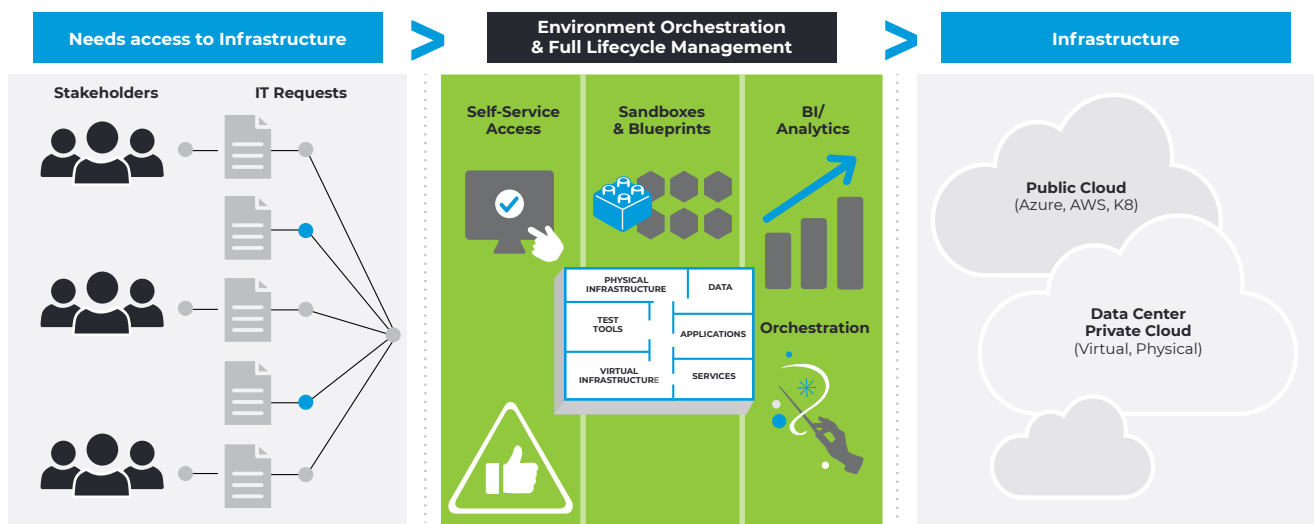 Needs access to Infrastructure
>
Environment Orchestration
& Full Lifecycle Management
>
Infrastructure
Stakeholders
IT Requests
Self-Service
Access
Sandboxes
& Blueprints
BI/
Analytics
PHYSICAL
INFRASTRUCTURE
DATA
TEST
TOOLS
APPLICATIONS
VIRTUAL
INFRASTRUCTURE
SERVICES
Orchestration
Public Cloud
(Azure, AWS, K8)
Data Center
Private Cloud
(Virtual, Physical)